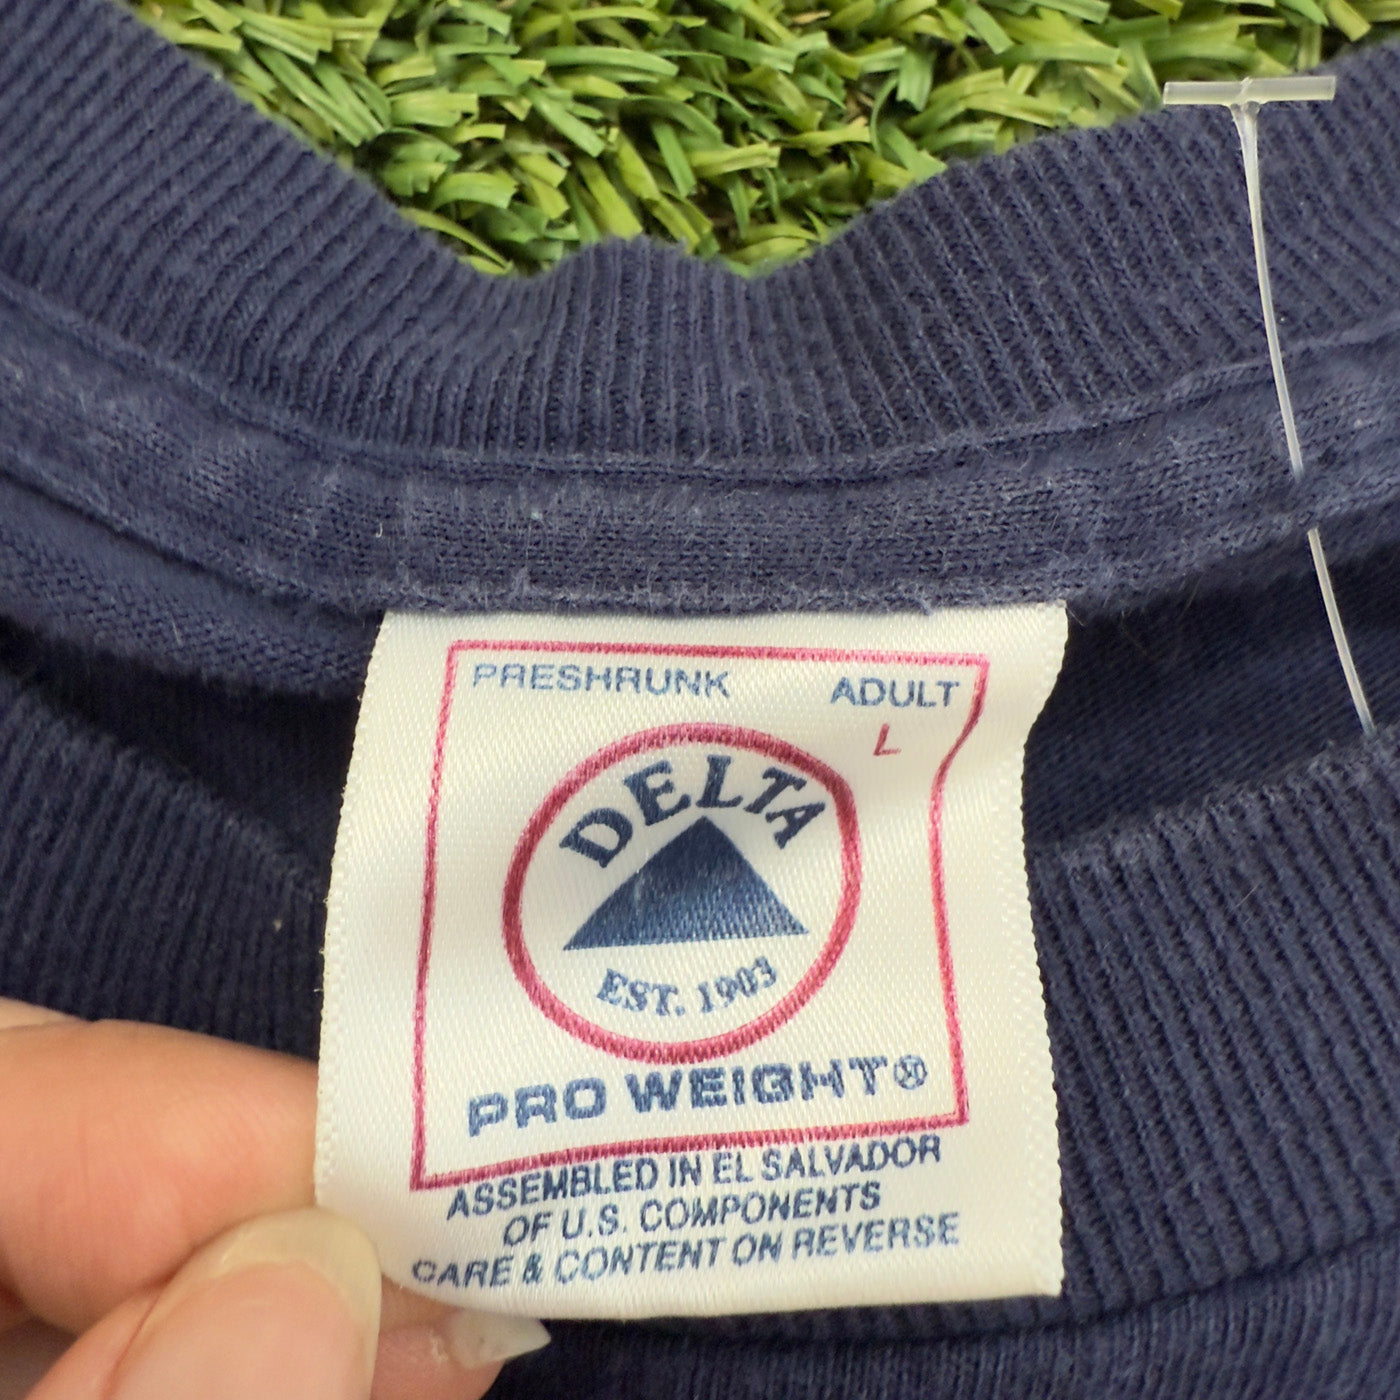 PRESHRUNK ADULT
L
DELTA
EST. 1903
PRO WEIGHT®
ASSEMBLED IN EL SALVADOR
OF U.S. COMPONENTS
CARE & CONTENT ON REVERSE